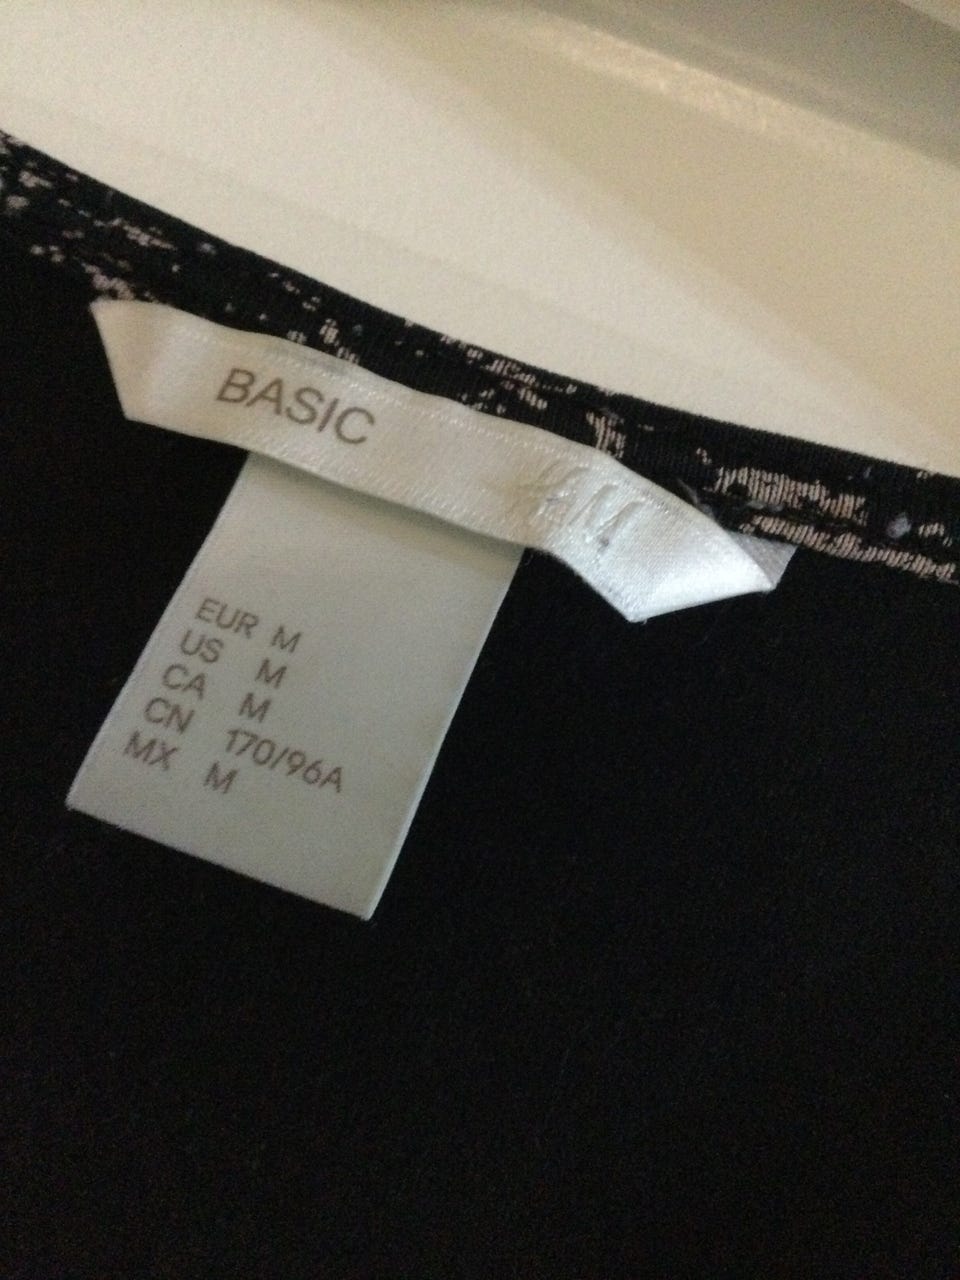 BASIC
EUR M
US M
CA M
CN 170/96A
MX M